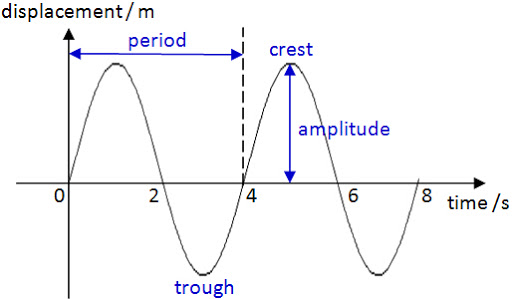 displacement / m
period
crest
amplitude
0 2 4 6 8
time /s
trough